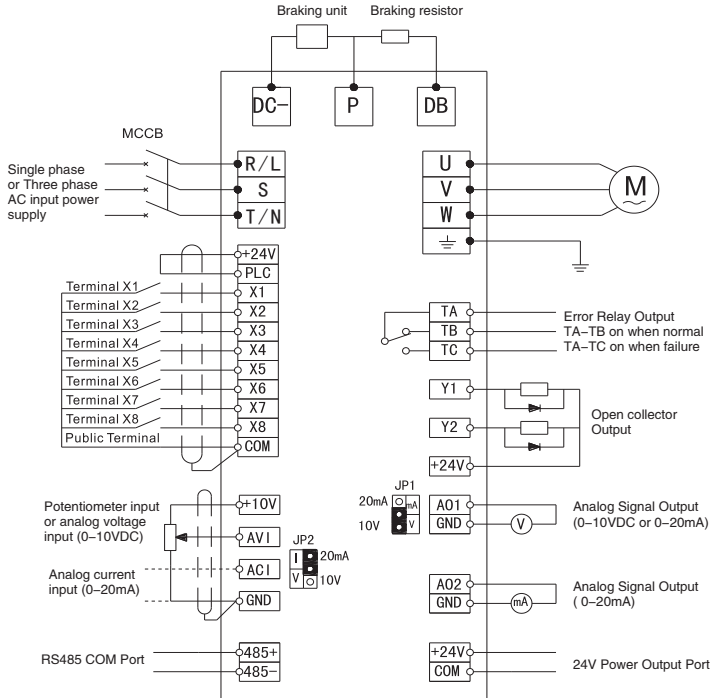 Braking unit
Braking resistor
DC-
P
DB
MCCB
Single phase
or Three phase
AC input power
supply
R/L
S
T/N
U
V
W
M
+24V
PLC
Terminal X1
X1
Terminal X2
X2
Terminal X3
X3
Terminal X4
X4
Terminal X5
X5
Terminal X6
X6
Terminal X7
X7
Terminal X8
X8
Public Terminal
COM
TA
TB
TC
Error Relay Output
TA-TB on when normal
TA-TC on when failure
Y1
Y2
+24V
Open collector
Output
Potentiometer input
or analog voltage
input (0-10VDC)
+10V
AVI
Analog current
input (0-20mA)
ACI
GND
JP2
I
20mA
V
10V
JP1
20mA
mA
10V
V
AO1
GND
V
Analog Signal Output
(0-10VDC or 0-20mA)
AO2
GND
mA
Analog Signal Output
( 0-20mA)
RS485 COM Port
485+
485-
+24V
COM
24V Power Output Port